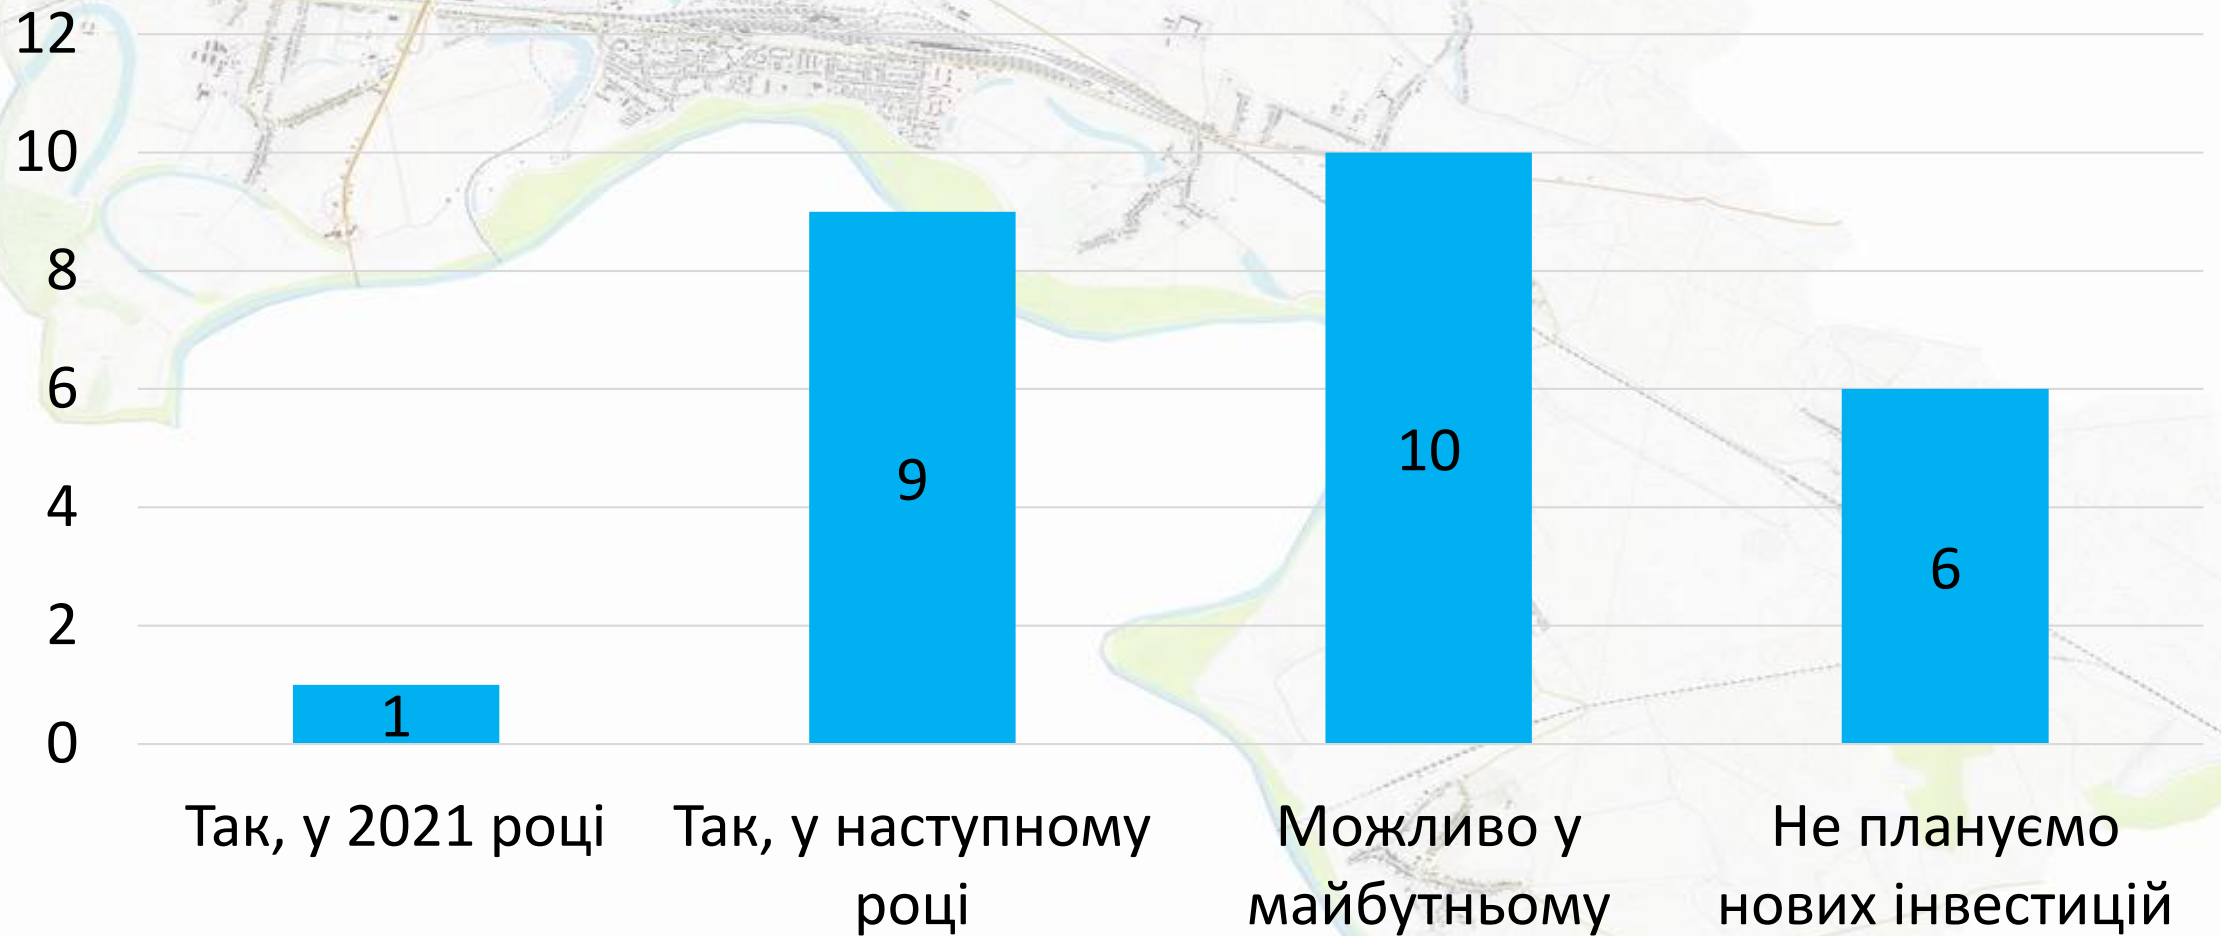 12
10
8
6
4
2
0
1
9
10
6
Так, у 2021 році
Так, у наступному
році
Можливо у
майбутньому
Не плануємо
нових інвестицій